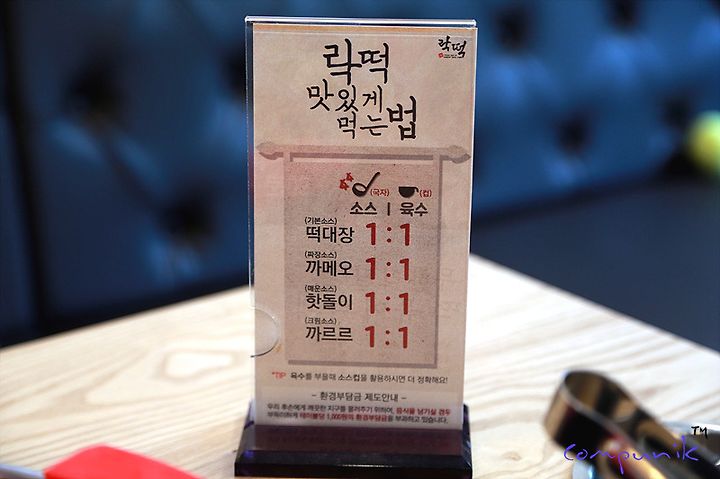 락떡
락떡
맛있게
먹는 법
(국자) (컵)
소스 | 육수
(기본소스)
떡대장 1 : 1
(짜장소스)
까메오 1 : 1
(매운소스)
핫돌이 1 : 1
(크림소스)
까르르 1 : 1
*TIP 육수를 부을때 소스컵을 활용하시면 더 정확해요!
- 환경부담금 제도안내 -
우리 후손에게 깨끗한 지구를 물려주기 위하여, 음식물 남기실 경우
부득이하게 테이블당 1,000원의 환경부담금을 부과하고 있습니다.
compunik™